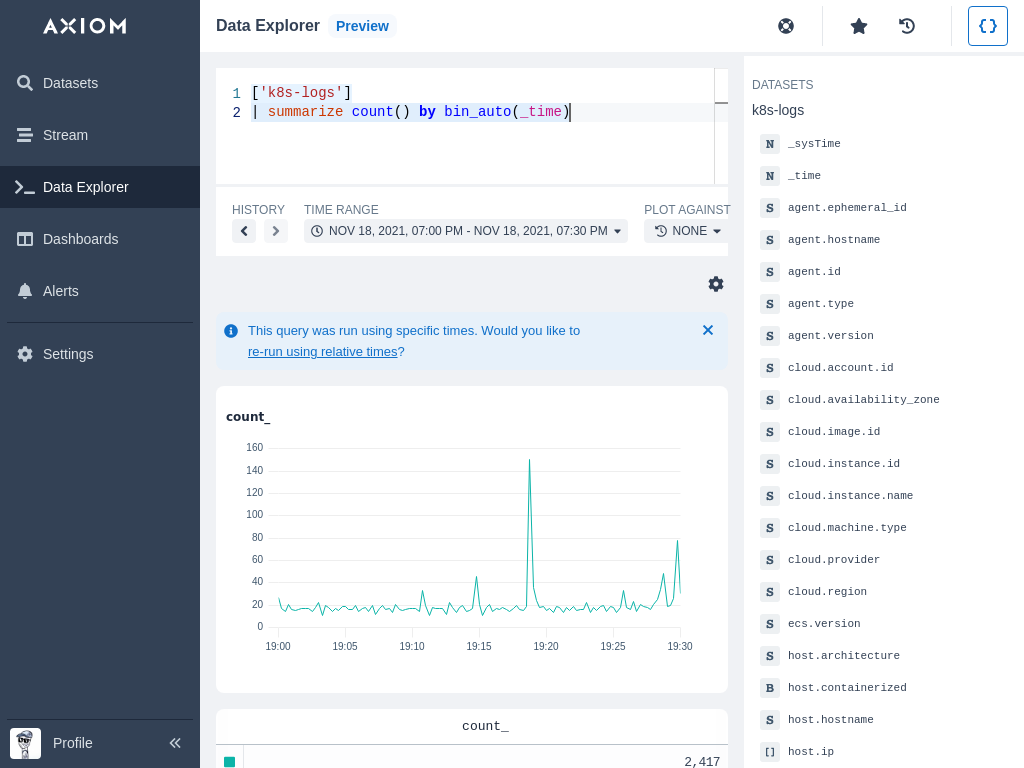 AXIOM
Datasets
Stream
Data Explorer
Dashboards
Alerts
Settings
Profile
Data Explorer Preview
1 ['k8s-logs']
2 | summarize count() by bin_auto(_time)
HISTORY TIME RANGE PLOT AGAINST
NOV 18, 2021, 07:00 PM - NOV 18, 2021, 07:30 PM NONE
This query was run using specific times. Would you like to
re-run using relative times?
count_
160
140
120
100
80
60
40
20
0
19:00 19:05 19:10 19:15 19:20 19:25 19:30
count_
2,417
DATASETS
k8s-logs
N _sysTime
N _time
S agent.ephemeral_id
S agent.hostname
S agent.id
S agent.type
S agent.version
S cloud.account.id
S cloud.availability_zone
S cloud.image.id
S cloud.instance.id
S cloud.instance.name
S cloud.machine.type
S cloud.provider
S cloud.region
S ecs.version
S host.architecture
B host.containerized
S host.hostname
[] host.ip